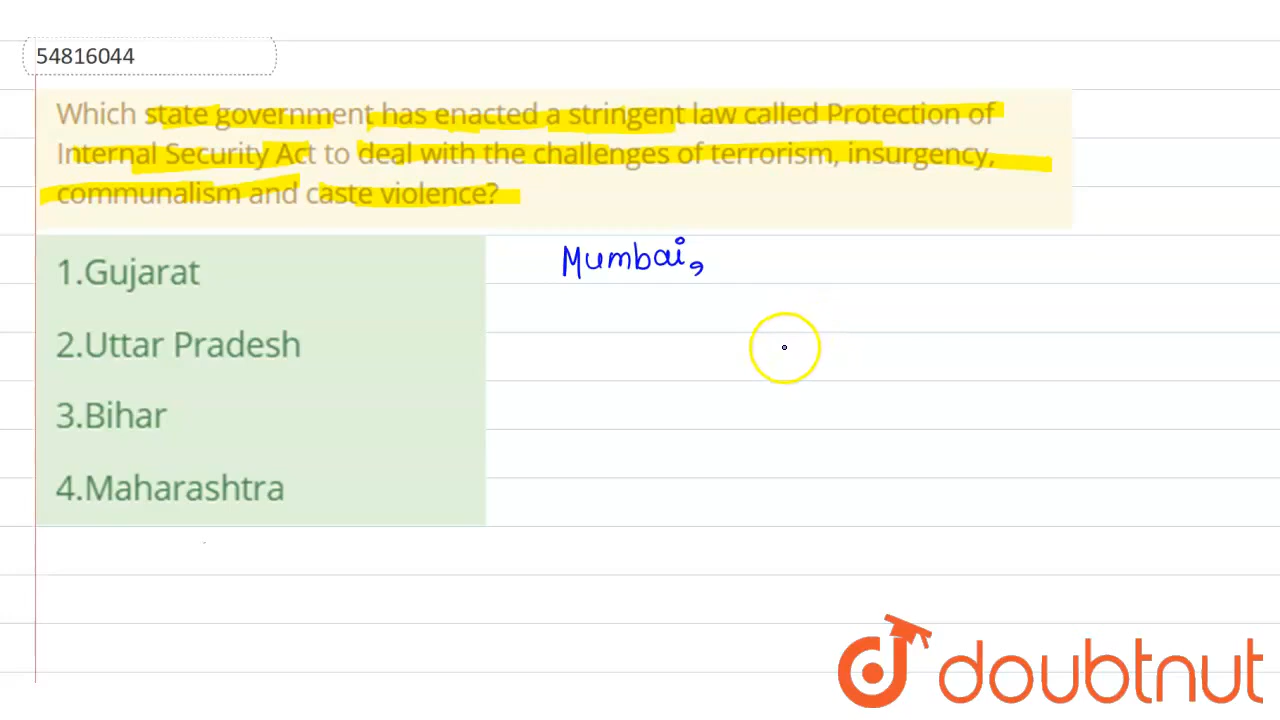 54816044
Which state government has enacted a stringent law called Protection of
Internal Security Act to deal with the challenges of terrorism, insurgency,
communalism and caste violence?
Mumbai,
1.Gujarat
2.Uttar Pradesh
3.Bihar
4.Maharashtra
doubtnut